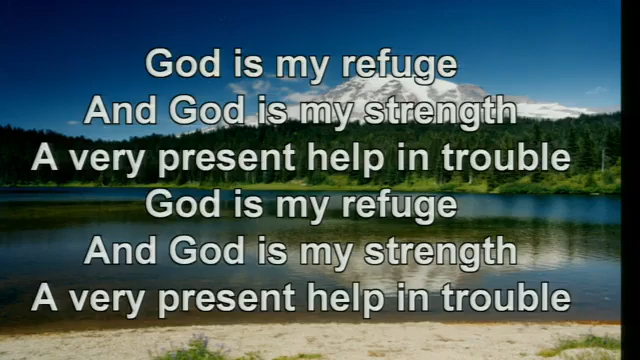 God is my refuge
And God is my strength
A very present help in trouble
God is my refuge
And God is my strength
A very present help in trouble